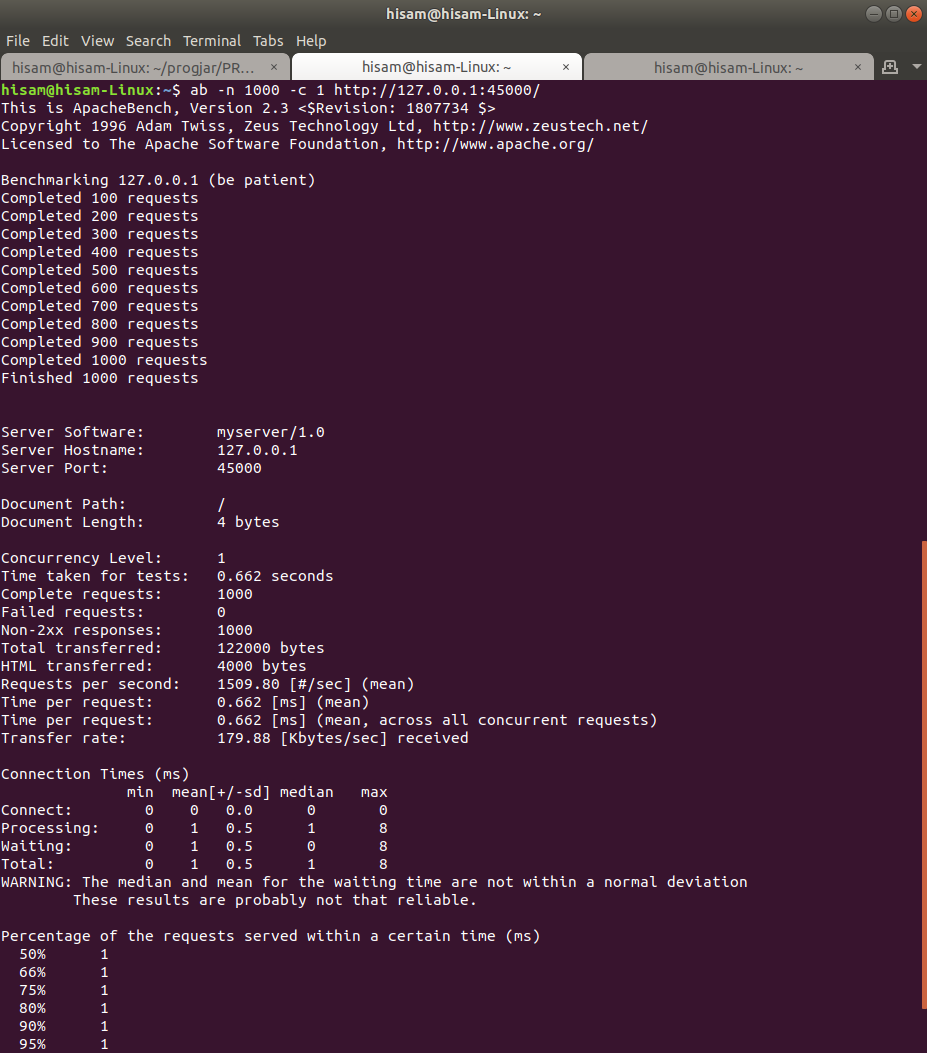 hisam@hisam-Linux: ~
File Edit View Search Terminal Tabs Help
hisam@hisam-Linux: ~/progjar/PR... × hisam@hisam-Linux: ~ × hisam@hisam-Linux: ~ ×
hisam@hisam-Linux:~$ ab -n 1000 -c 1 http://127.0.0.1:45000/
This is ApacheBench, Version 2.3 <$Revision: 1807734 $>
Copyright 1996 Adam Twiss, Zeus Technology Ltd, http://www.zeustech.net/
Licensed to The Apache Software Foundation, http://www.apache.org/

Benchmarking 127.0.0.1 (be patient)
Completed 100 requests
Completed 200 requests
Completed 300 requests
Completed 400 requests
Completed 500 requests
Completed 600 requests
Completed 700 requests
Completed 800 requests
Completed 900 requests
Completed 1000 requests
Finished 1000 requests

Server Software:        myserver/1.0
Server Hostname:        127.0.0.1
Server Port:            45000

Document Path:          /
Document Length:        4 bytes

Concurrency Level:      1
Time taken for tests:   0.662 seconds
Complete requests:      1000
Failed requests:        0
Non-2xx responses:      1000
Total transferred:      122000 bytes
HTML transferred:       4000 bytes
Requests per second:    1509.80 [#/sec] (mean)
Time per request:       0.662 [ms] (mean)
Time per request:       0.662 [ms] (mean, across all concurrent requests)
Transfer rate:          179.88 [Kbytes/sec] received

Connection Times (ms)
              min  mean[+/-sd] median   max
Connect:        0    0   0.0      0       0
Processing:     0    1   0.5      1       8
Waiting:        0    1   0.5      0       8
Total:          0    1   0.5      1       8
WARNING: The median and mean for the waiting time are not within a normal deviation
        These results are probably not that reliable.

Percentage of the requests served within a certain time (ms)
  50%      1
  66%      1
  75%      1
  80%      1
  90%      1
  95%      1